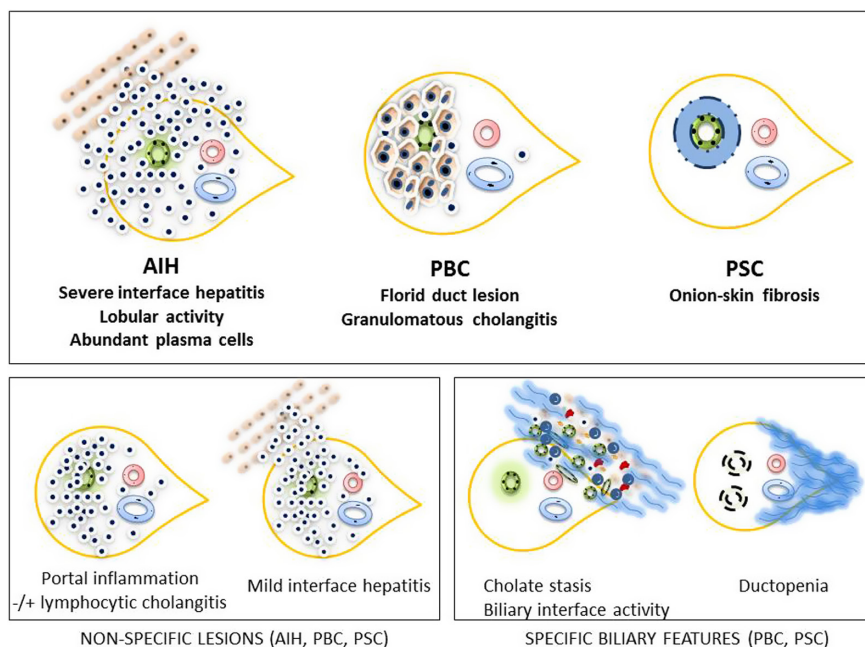 AIH
Severe interface hepatitis
Lobular activity
Abundant plasma cells
PBC
Florid duct lesion
Granulomatous cholangitis
PSC
Onion-skin fibrosis
Portal inflammation
-/+ lymphocytic cholangitis
Mild interface hepatitis
Cholate stasis
Biliary interface activity
Ductopenia
NON-SPECIFIC LESIONS (AIH, PBC, PSC)
SPECIFIC BILIARY FEATURES (PBC, PSC)